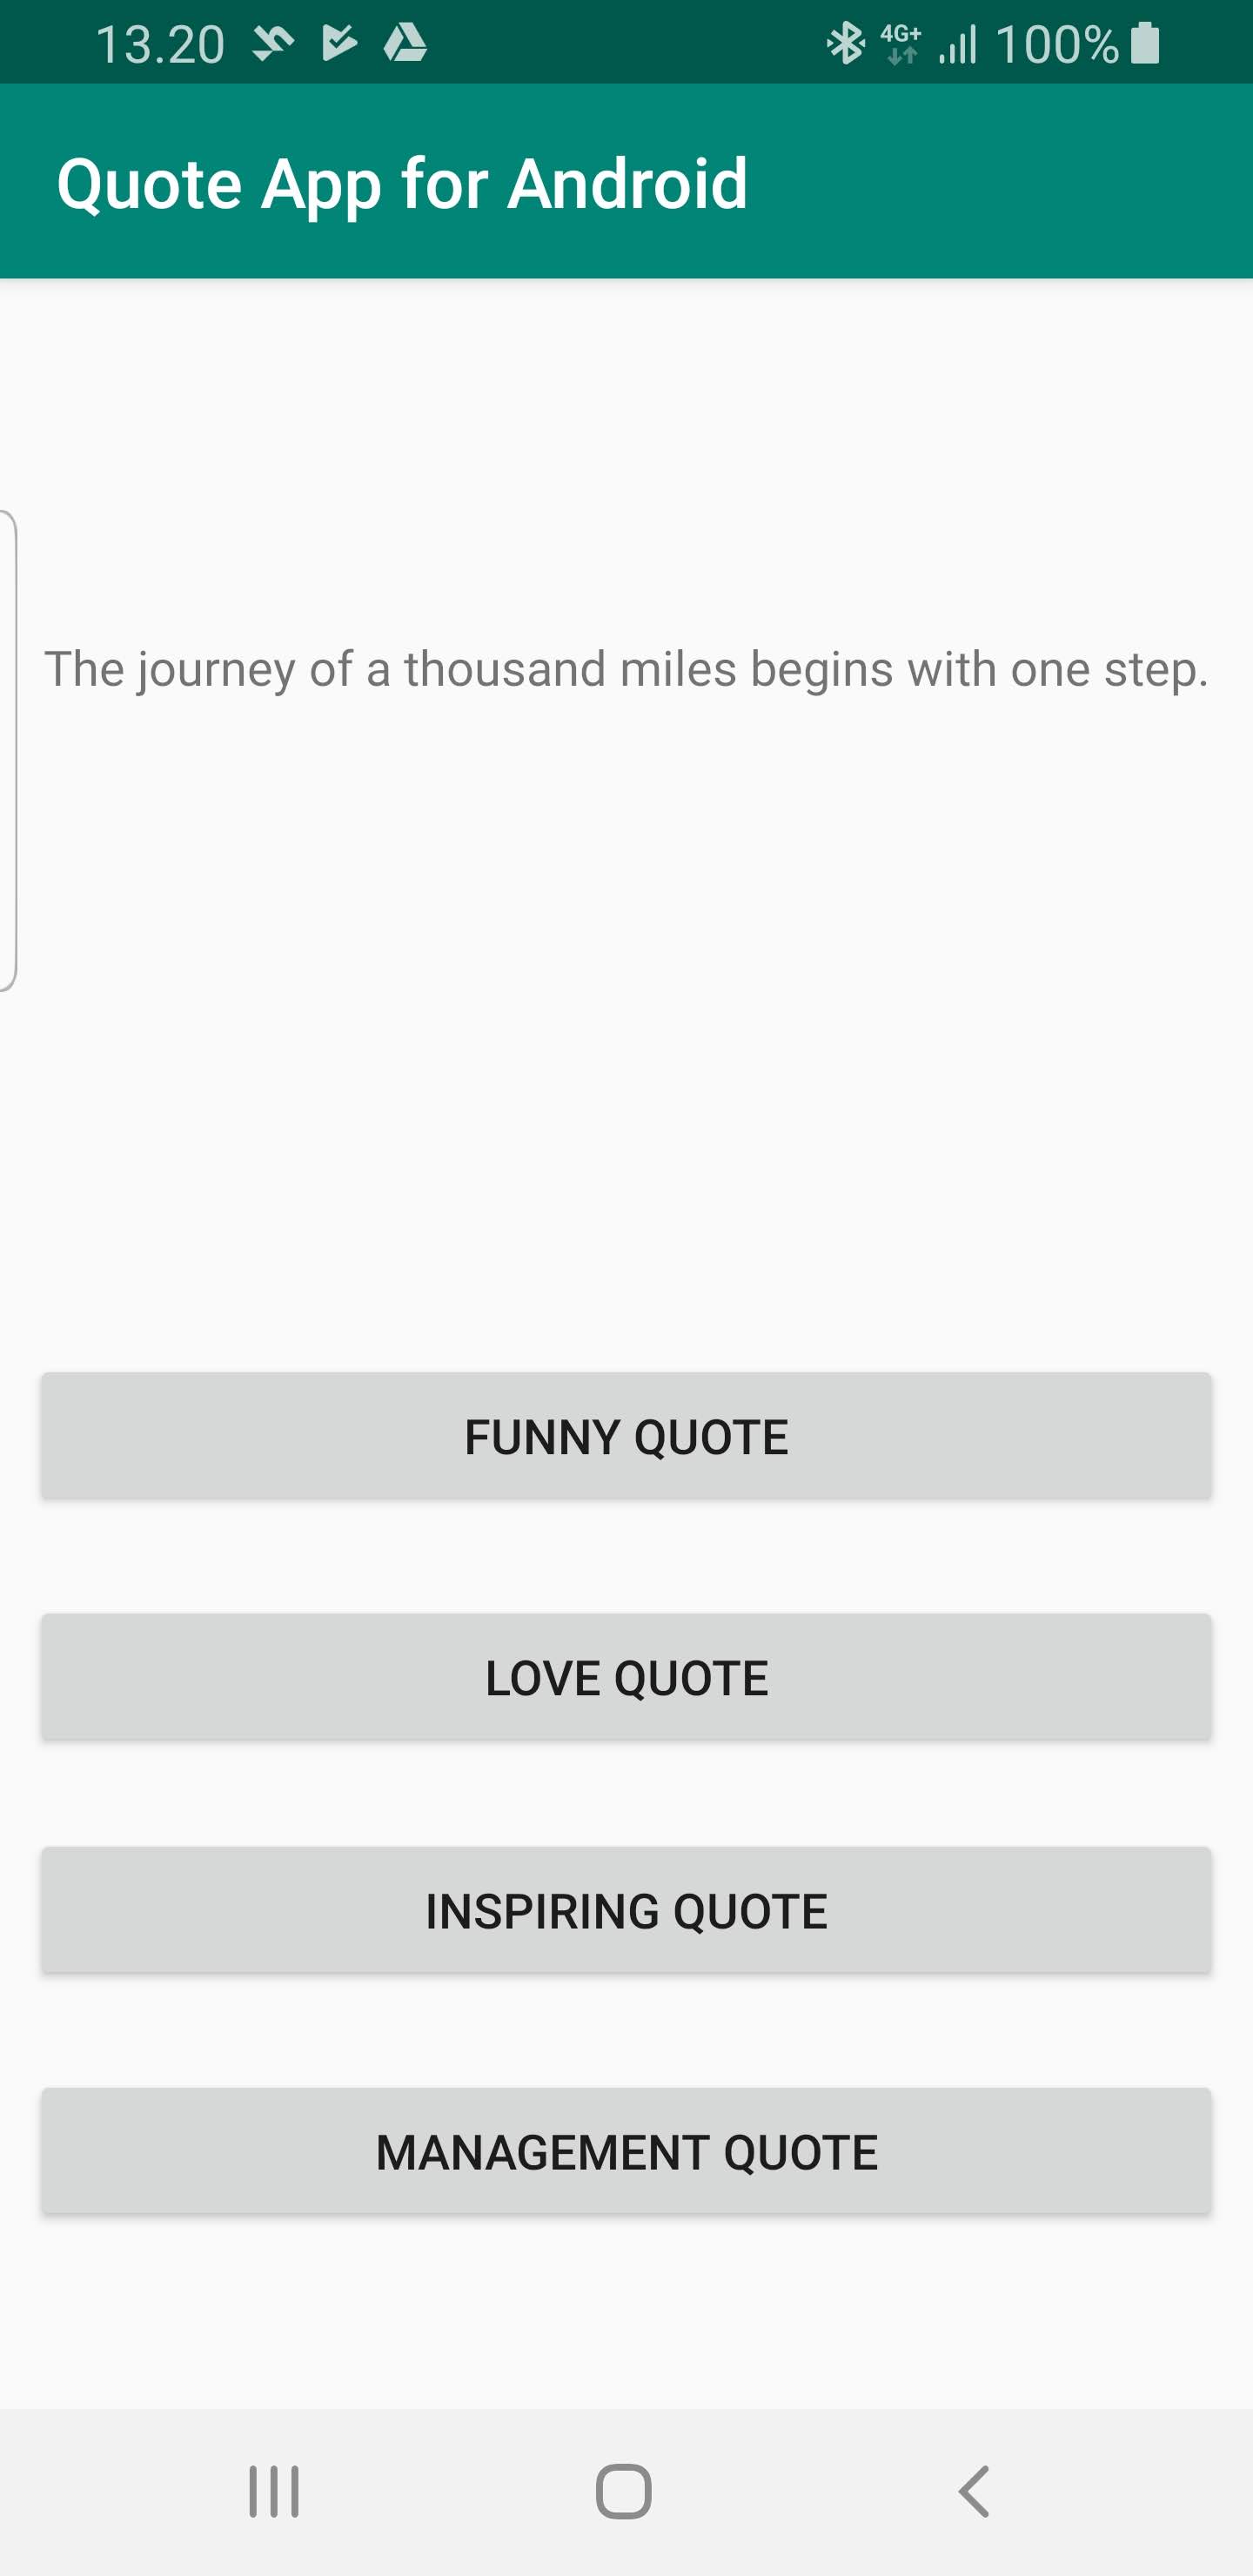 13.20 4G+ 100%
Quote App for Android
The journey of a thousand miles begins with one step.
FUNNY QUOTE
LOVE QUOTE
INSPIRING QUOTE
MANAGEMENT QUOTE